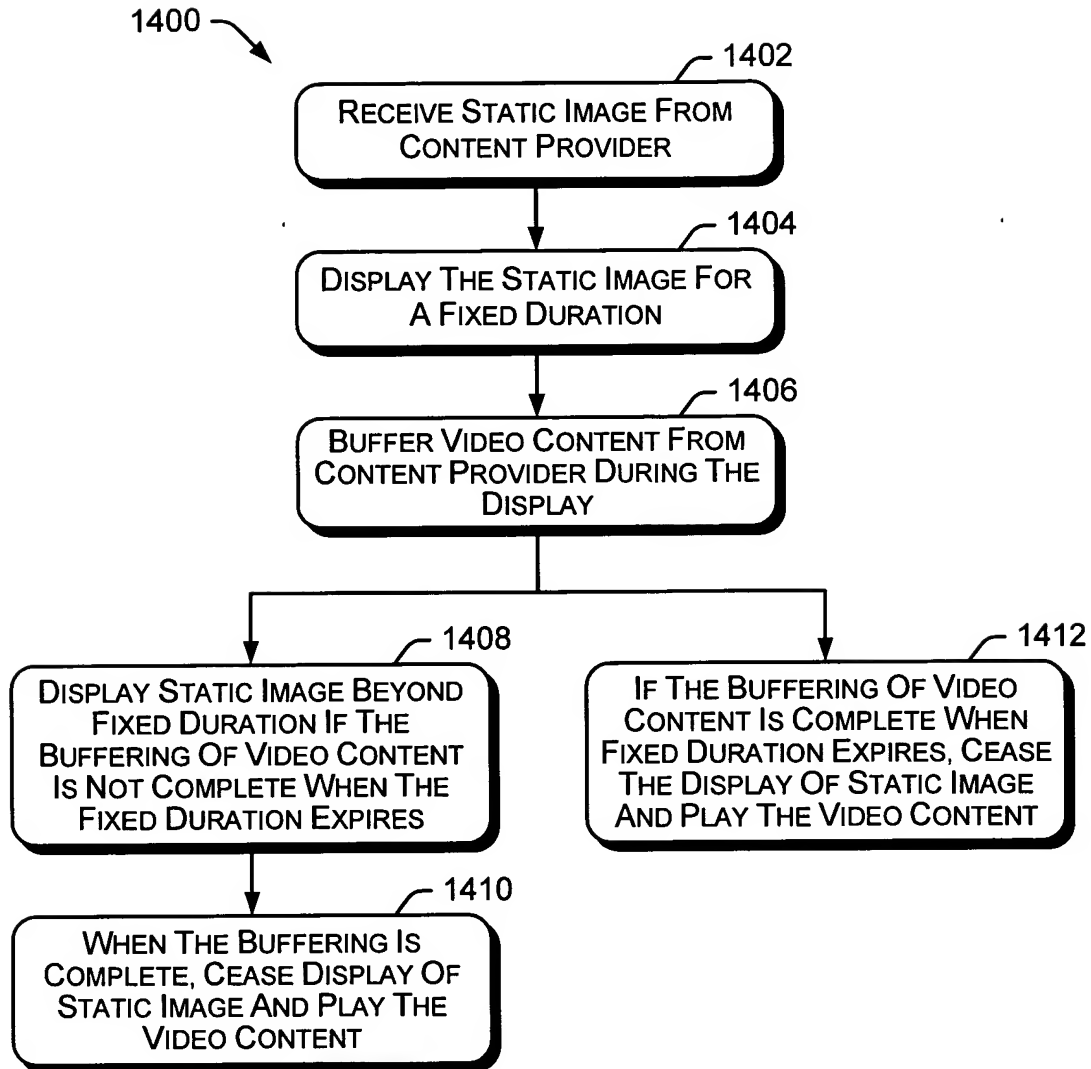 1400
1402
RECEIVE STATIC IMAGE FROM
CONTENT PROVIDER
1404
DISPLAY THE STATIC IMAGE FOR
A FIXED DURATION
1406
BUFFER VIDEO CONTENT FROM
CONTENT PROVIDER DURING THE
DISPLAY
1408
DISPLAY STATIC IMAGE BEYOND
FIXED DURATION IF THE
BUFFERING OF VIDEO CONTENT
IS NOT COMPLETE WHEN THE
FIXED DURATION EXPIRES
1410
WHEN THE BUFFERING IS
COMPLETE, CEASE DISPLAY OF
STATIC IMAGE AND PLAY THE
VIDEO CONTENT
1412
IF THE BUFFERING OF VIDEO
CONTENT IS COMPLETE WHEN
FIXED DURATION EXPIRES, CEASE
THE DISPLAY OF STATIC IMAGE
AND PLAY THE VIDEO CONTENT